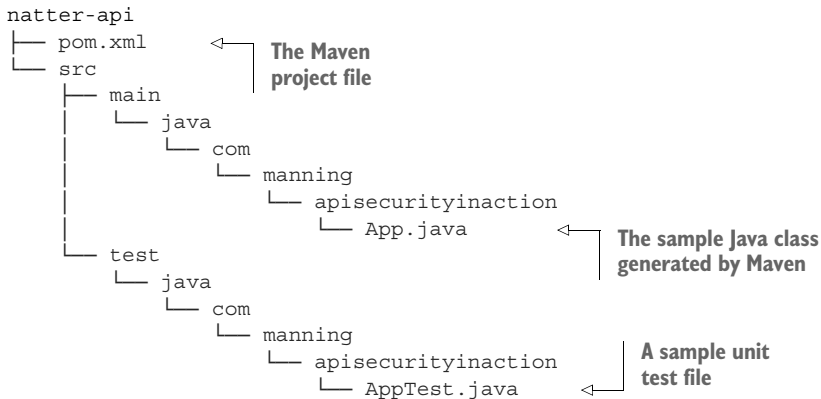 natter-api
├── pom.xml
The Maven
project file
└── src
├── main
│ └── java
│ └── com
│ └── manning
│ └── apisecurityinaction
│ └── App.java
The sample Java class
generated by Maven
└── test
└── java
└── com
└── manning
└── apisecurityinaction
└── AppTest.java
A sample unit
test file